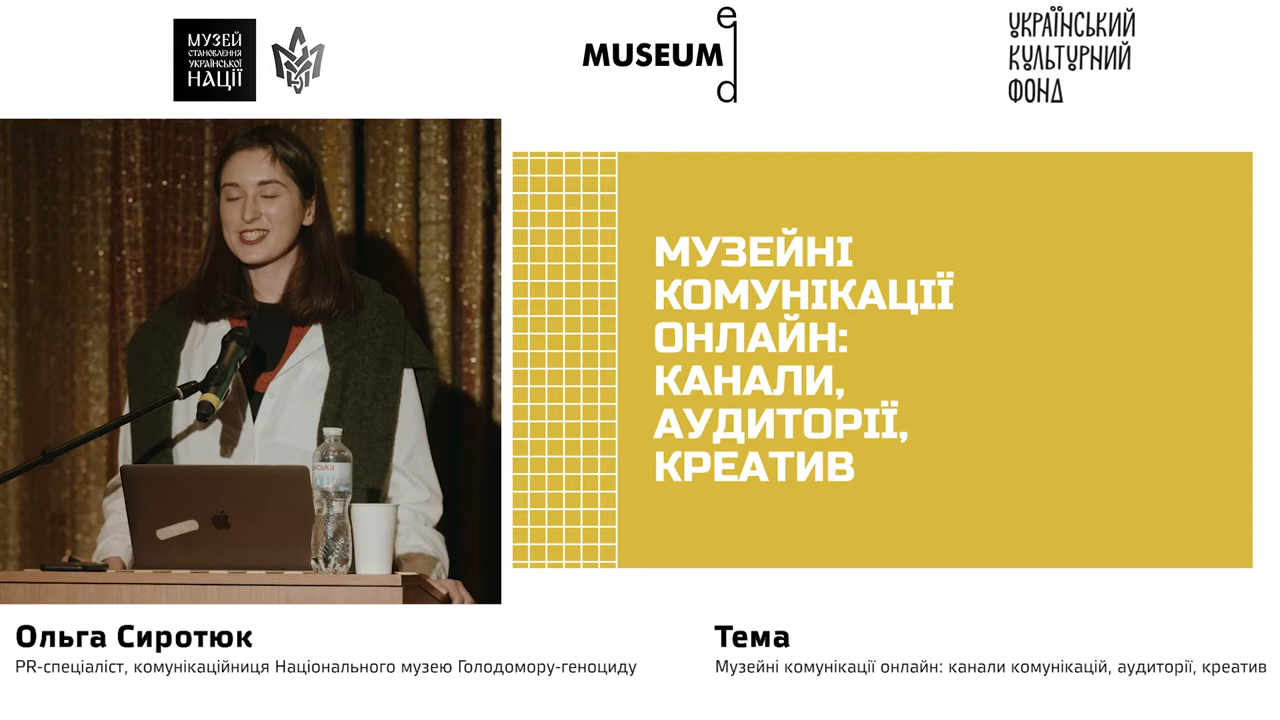 МУЗЕЙ
СТАНОВЛЕННЯ
УКРАЇНСЬКОЇ
НАЦІЇ
MUSEUM
ed
УКРАЇНСЬКИЙ
КУЛЬТУРНИЙ
ФОНД
МУЗЕЙНІ
КОМУНІКАЦІЇ
ОНЛАЙН:
КАНАЛИ,
АУДИТОРІЇ,
КРЕАТИВ
Ольга Сиротюк
PR-спеціаліст, комунікаційниця Національного музею Голодомору-геноциду
Тема
Музейні комунікації онлайн: канали комунікацій, аудиторії, креатив